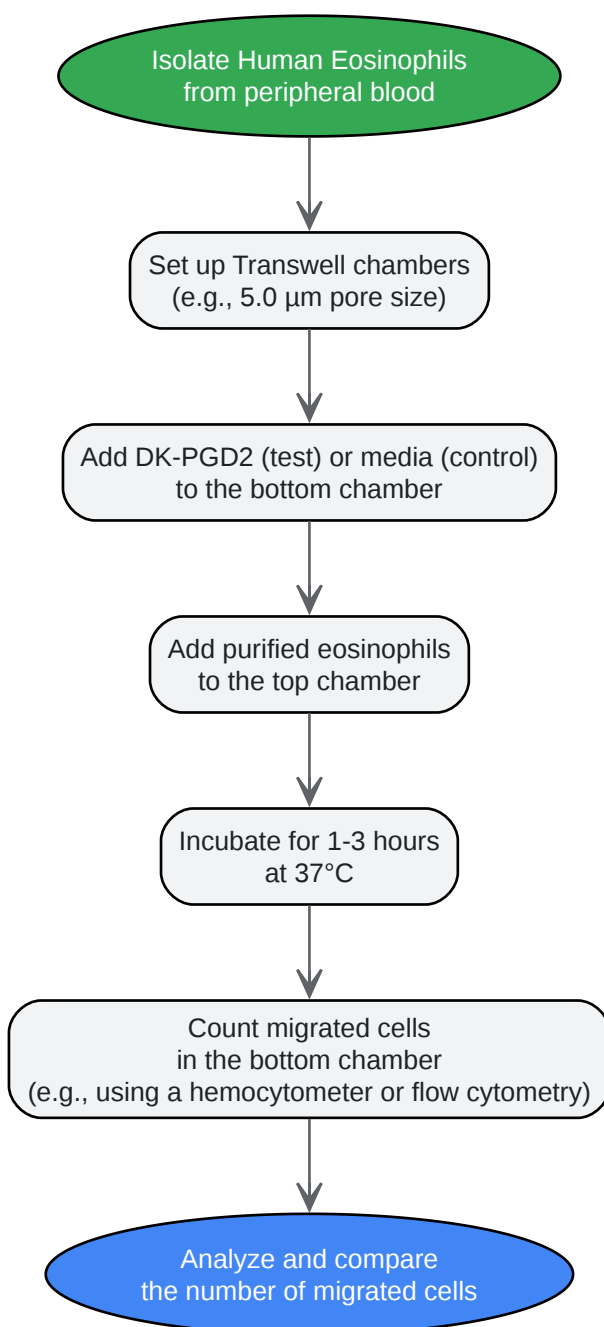 Isolate Human Eosinophils
from peripheral blood
Set up Transwell chambers
(e.g., 5.0 µm pore size)
Add DK-PGD2 (test) or media (control)
to the bottom chamber
Add purified eosinophils
to the top chamber
Incubate for 1-3 hours
at 37°C
Count migrated cells
in the bottom chamber
(e.g., using a hemocytometer or flow cytometry)
Analyze and compare
the number of migrated cells